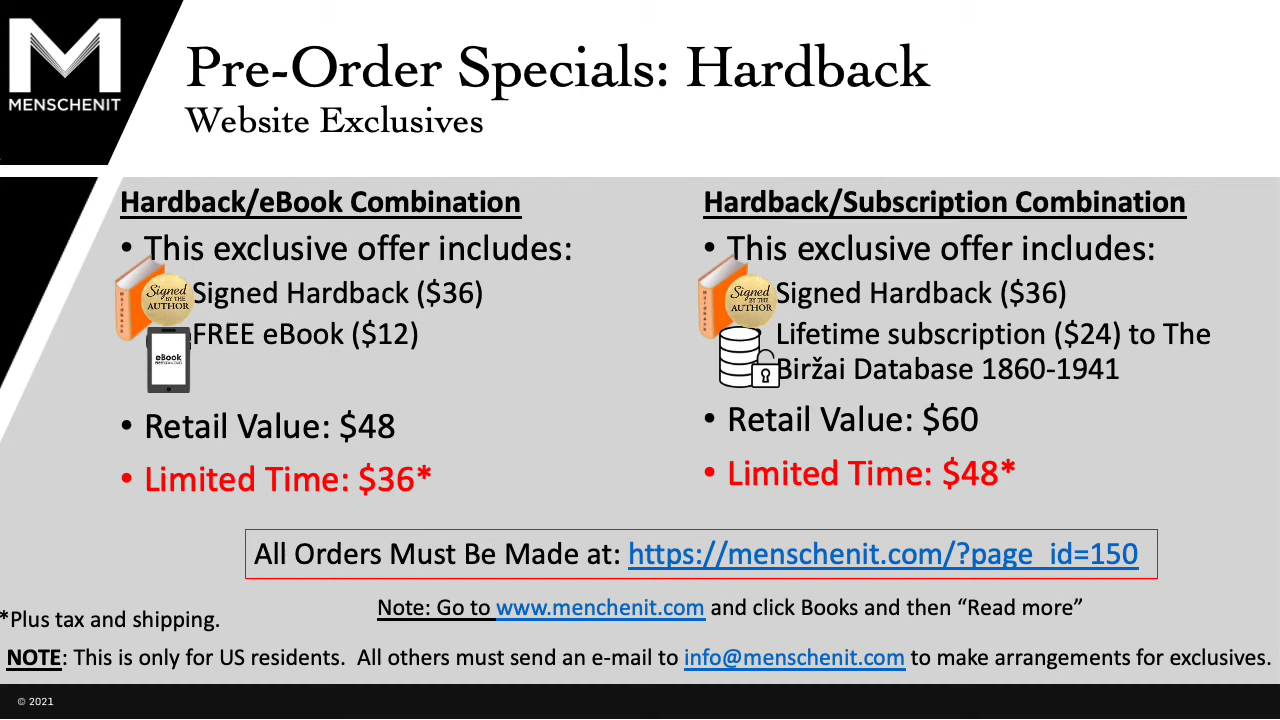 MENSCHENIT
Pre-Order Specials: Hardback
Website Exclusives
Hardback/eBook Combination
• This exclusive offer includes:
Signed Hardback ($36)
Signed
BY THE
AUTHOR
FREE eBook ($12)
eBook
• Retail Value: $48
• Limited Time: $36*
Hardback/Subscription Combination
• This exclusive offer includes:
Signed Hardback ($36)
Signed
BY THE
AUTHOR
Lifetime subscription ($24) to The
Biržai Database 1860-1941
• Retail Value: $60
• Limited Time: $48*
All Orders Must Be Made at: https://menschenit.com/?page_id=150
Note: Go to www.menchenit.com and click Books and then “Read more”
*Plus tax and shipping.
NOTE: This is only for US residents. All others must send an e-mail to info@menschenit.com to make arrangements for exclusives.
© 2021